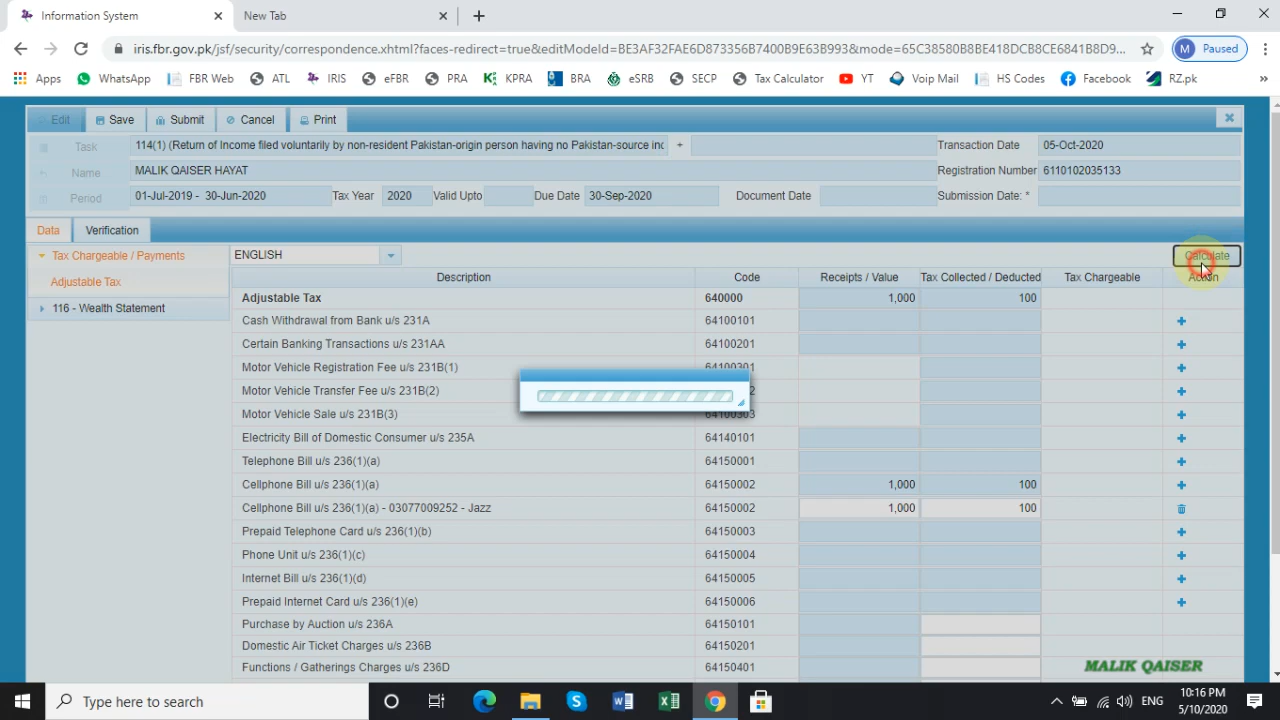 Information System
New Tab
iris.fbr.gov.pk/jsf/security/correspondence.xhtml?faces-redirect=true&editModeId=BE3AF32FAE6D873356B7400B9E63B993&mode=65C38580B8BE418DCB8CE6841B8D9...
M Paused
Apps WhatsApp FBR Web ATL IRIS eFBR PRA KPRA BRA eSRB SECP Tax Calculator YT Voip Mail HS Codes Facebook RZ.pk »
Edit Save Submit Cancel Print
Task 114(1) (Return of Income filed voluntarily by non-resident Pakistan-origin person having no Pakistan-source inc + Transaction Date 05-Oct-2020
Name MALIK QAISER HAYAT Registration Number 6110102035133
Period 01-Jul-2019 - 30-Jun-2020 Tax Year 2020 Valid Upto Due Date 30-Sep-2020 Document Date Submission Date: *
Data Verification
Tax Chargeable / Payments ENGLISH Calculate
Adjustable Tax
116 - Wealth Statement
Description Code Receipts / Value Tax Collected / Deducted Tax Chargeable Action
Adjustable Tax 640000 1,000 100
Cash Withdrawal from Bank u/s 231A 64100101
Certain Banking Transactions u/s 231AA 64100201
Motor Vehicle Registration Fee u/s 231B(1) 64100301
Motor Vehicle Transfer Fee u/s 231B(2) 2
Motor Vehicle Sale u/s 231B(3) 64100303
Electricity Bill of Domestic Consumer u/s 235A 64140101
Telephone Bill u/s 236(1)(a) 64150001
Cellphone Bill u/s 236(1)(a) 64150002 1,000 100
Cellphone Bill u/s 236(1)(a) - 03077009252 - Jazz 64150002 1,000 100
Prepaid Telephone Card u/s 236(1)(b) 64150003
Phone Unit u/s 236(1)(c) 64150004
Internet Bill u/s 236(1)(d) 64150005
Prepaid Internet Card u/s 236(1)(e) 64150006
Purchase by Auction u/s 236A 64150101
Domestic Air Ticket Charges u/s 236B 64150201
Functions / Gatherings Charges u/s 236D 64150401
MALIK QAISER
Type here to search
ENG
10:16 PM
5/10/2020